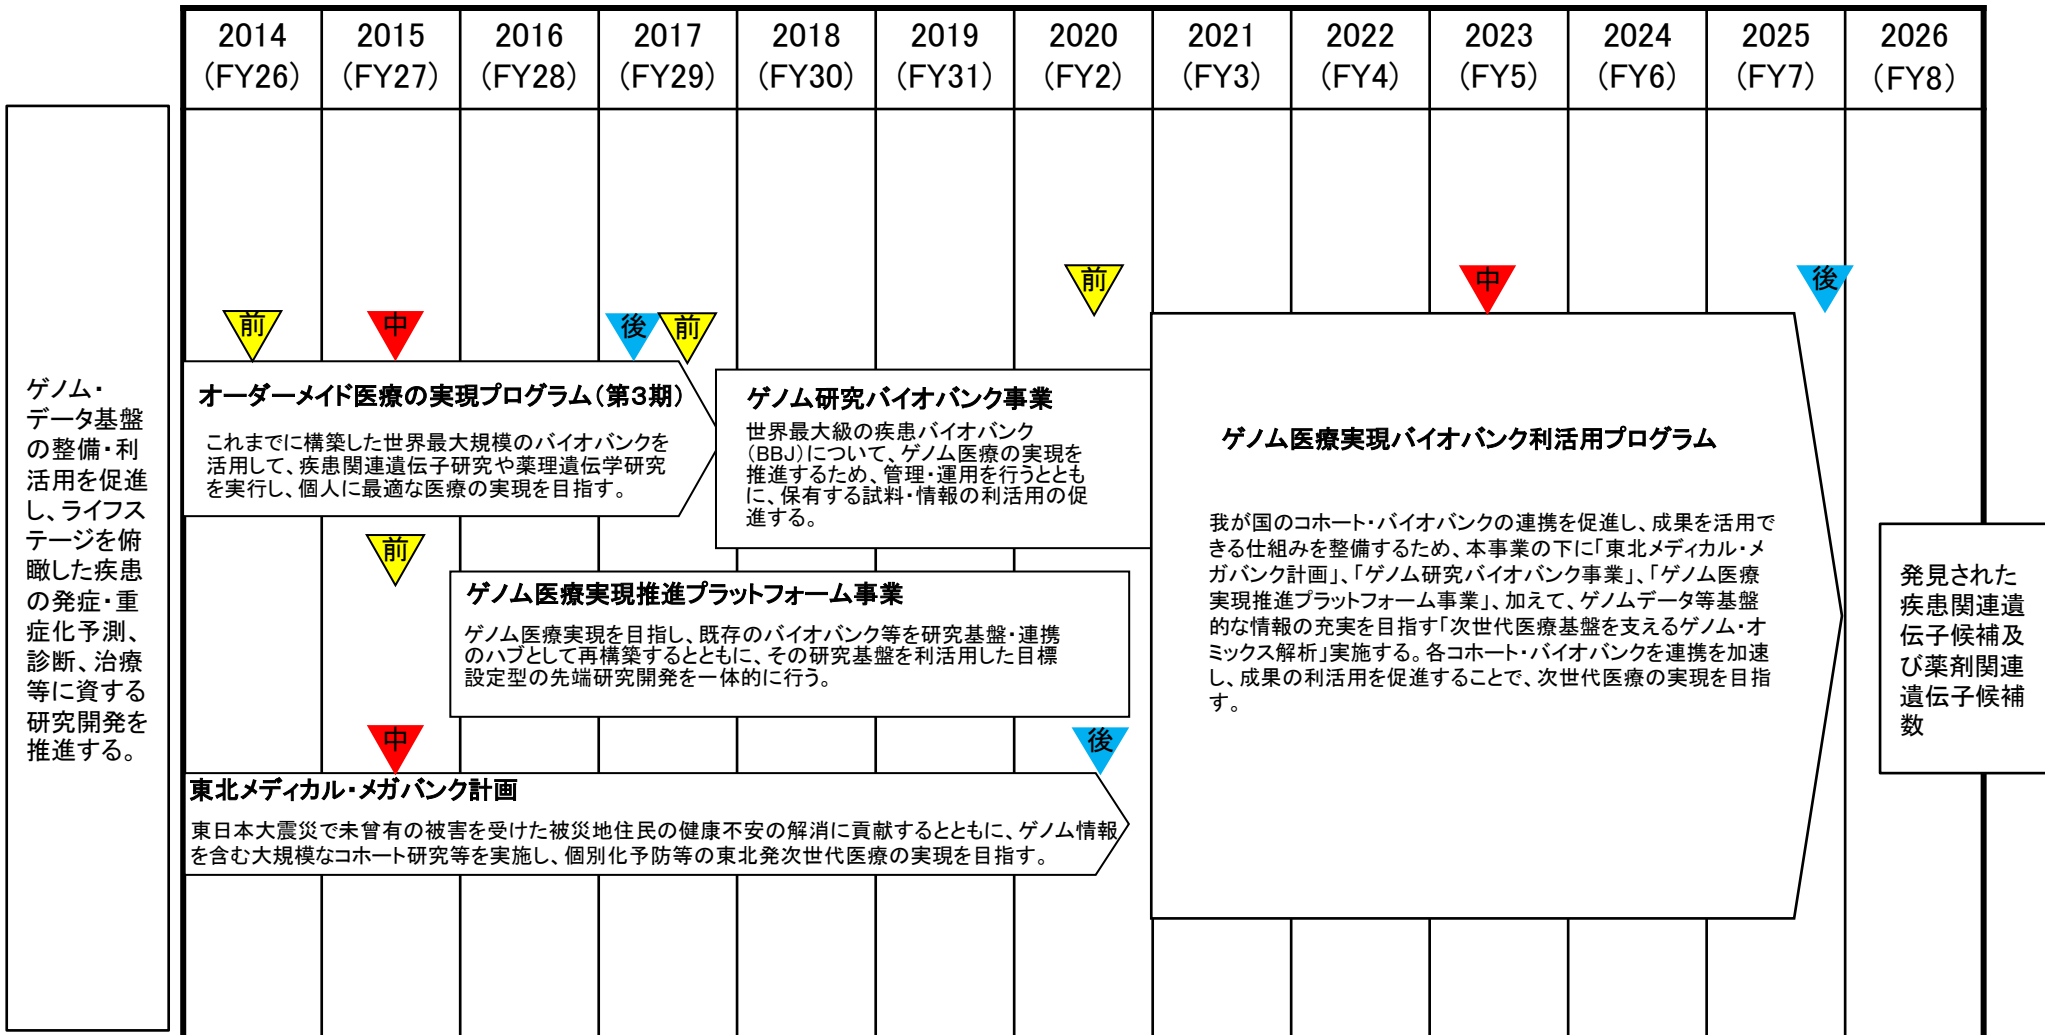 2014
（FY26）
2015
（FY27）
2016
（FY28）
2017
（FY29）
2018
（FY30）
2019
（FY31）
2020
（FY2）
2021
（FY3）
2022
（FY4）
2023
（FY5）
2024
（FY6）
2025
（FY7）
2026
（FY8）
ゲノム・
データ基盤
の整備・利
活用を促進
し、ライフス
テージを俯
瞰した疾患
の発症・重
症化予測、
診断、治療
等に資する
研究開発を
推進する。
前
中
後
前
オーダーメイド医療の実現プログラム（第3期）
これまでに構築した世界最大規模のバイオバンクを
活用して、疾患関連遺伝子研究や薬理遺伝学研究
を実行し、個人に最適な医療の実現を目指す。
前
ゲノム研究バイオバンク事業
世界最大級の疾患バイオバンク
（BBJ）について、ゲノム医療の実現を
推進するため、管理・運用を行うととも
に、保有する試料・情報の利活用の促
進する。
前
ゲノム医療実現推進プラットフォーム事業
ゲノム医療実現を目指し、既存のバイオバンク等を研究基盤・連携
のハブとして再構築するとともに、その研究基盤を利活用した目標
設定型の先端研究開発を一体的に行う。
中
後
東北メディカル・メガバンク計画
東日本大震災で未曾有の被害を受けた被災地住民の健康不安の解消に貢献するとともに、ゲノム情報
を含む大規模なコホート研究等を実施し、個別化予防等の東北発次世代医療の実現を目指す。
中
後
ゲノム医療実現バイオバンク利活用プログラム
我が国のコホート・バイオバンクの連携を促進し、成果を活用で
きる仕組みを整備するため、本事業の下に「東北メディカル・メ
ガバンク計画」、「ゲノム研究バイオバンク事業」、「ゲノム医療
実現推進プラットフォーム事業」、加えて、ゲノムデータ等基盤
的な情報の充実を目指す「次世代医療基盤を支えるゲノム・オ
ミックス解析」実施する。各コホート・バイオバンクを連携を加速
し、成果の利活用を促進することで、次世代医療の実現を目指
す。
発見された
疾患関連遺
伝子候補及
び薬剤関連
遺伝子候補
数